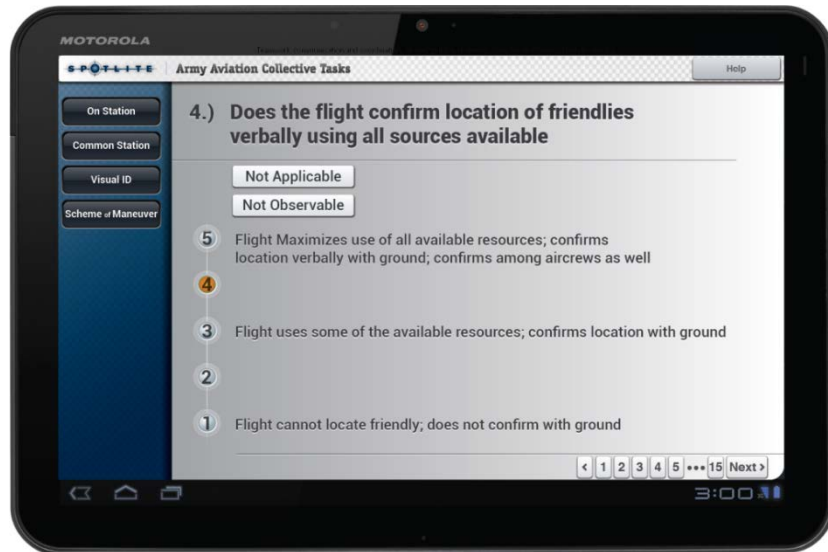 MOTOROLA
SPOTLITE
Army Aviation Collective Tasks
Help
On Station
Common Station
Visual ID
Scheme of Maneuver
4.) Does the flight confirm location of friendlies
verbally using all sources available
Not Applicable
Not Observable
5 Flight Maximizes use of all available resources; confirms
location verbally with ground; confirms among aircrews as well
4
3 Flight uses some of the available resources; confirms location with ground
2
1 Flight cannot locate friendly; does not confirm with ground
< 1 2 3 4 5 ••• 15 Next >
3:00